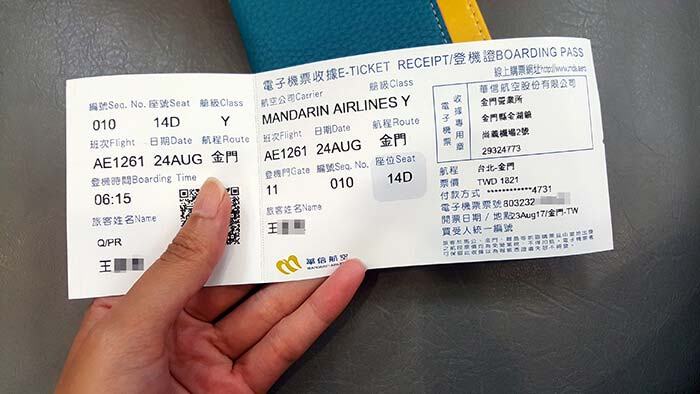 編號Seq. No. 座號Seat 艙級Class
010 14D Y
班次Flight 日期Date 航程Route
AE1261 24AUG 金門
登機時間Boarding Time
06:15
旅客姓名Name
Q/PR
王
電子機票收據E-TICKET RECEIPT/登機證BOARDING PASS
航空公司Carrier 艙級Class
MANDARIN AIRLINES Y
班次Flight 日期Date 航程Route
AE1261 24AUG 金門
登機門Gate 編號Seq. No. 座位Seat
11 010 14D
旅客姓名Name
王
華信航空
MANDARIN AIRLINES
線上購票網址http://www.mda.aero
電子機票
收據專用章
華信航空股份有限公司
金門營業所
金門縣金湖鎮
尚義機場2號
29324773
航程 台北-金門
票價 TWD 1821
付款方式 ************4731
電子機票票號 803232
開票日期/地點23Aug17/金門-TW
買受人統一編號